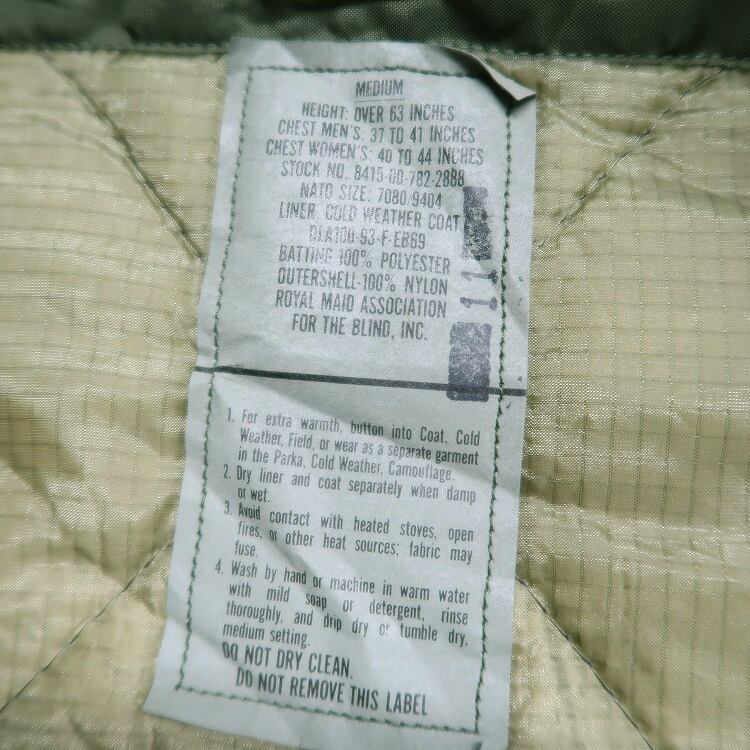 MEDIUM
HEIGHT: OVER 63 INCHES
CHEST MEN'S: 37 TO 41 INCHES
CHEST WOMEN'S: 40 TO 44 INCHES
STOCK NO. 8415-00-782-2888
NATO SIZE: 7080-9404
LINER, COLD WEATHER COAT
DLA100-93-F-EB69
BATTING 100% POLYESTER
OUTERSHELL-100% NYLON
ROYAL MAID ASSOCIATION
FOR THE BLIND, INC.
11
1. For extra warmth, button into Coat, Cold
Weather, Field, or wear as a separate garment
in the Parka, Cold Weather, Camouflage.
2. Dry liner and coat separately when damp
or wet.
3. Avoid contact with heated stoves, open
fires, or other heat sources; fabric may
fuse.
4. Wash by hand or machine in warm water
with mild soap or detergent, rinse
thoroughly, and drip dry or tumble dry,
medium setting.
DO NOT DRY CLEAN.
DO NOT REMOVE THIS LABEL